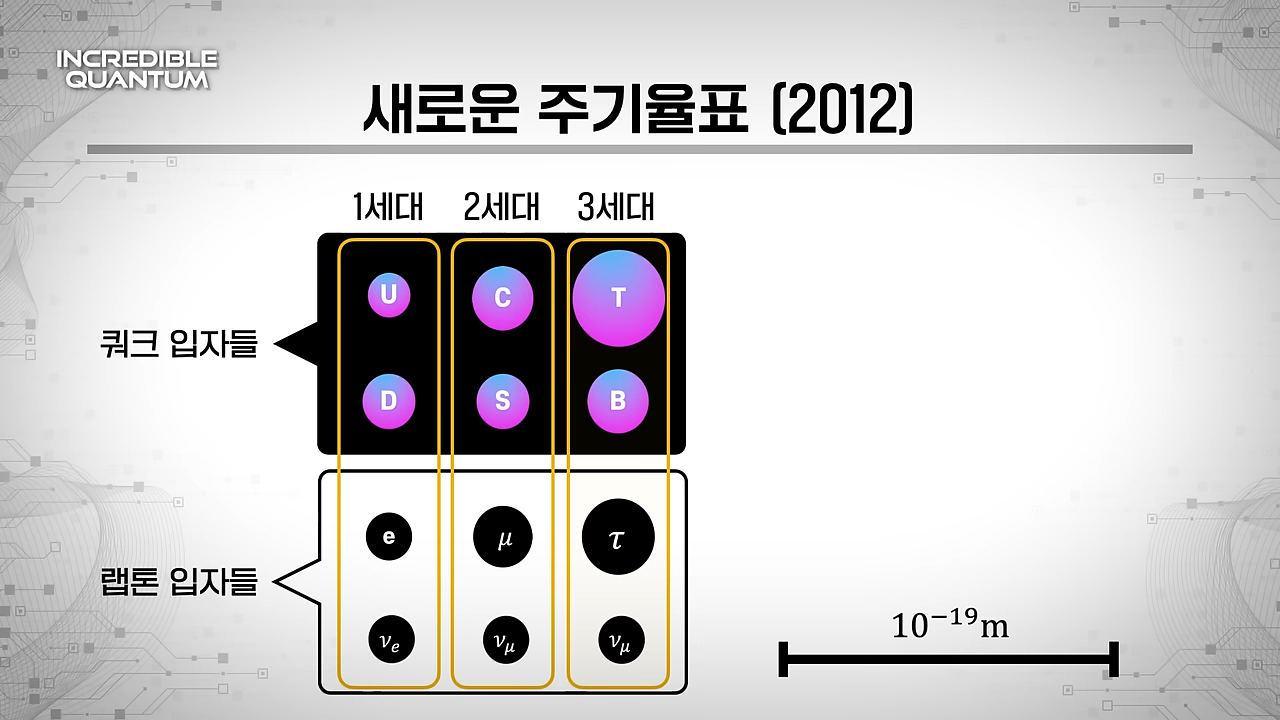 INCREDIBLE
QUANTUM
새로운 주기율표 (2012)
1세대 2세대 3세대
U C T
쿼크 입자들
D S B
e μ τ
랩톤 입자들
νₑ ν_μ ν_μ
10⁻¹⁹m